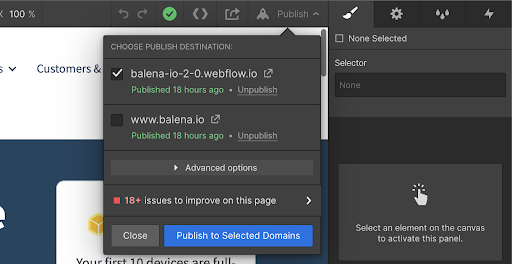 X 100 %
Publish
None Selected
CHOOSE PUBLISH DESTINATION:
s Customers &
balena-io-2-0.webflow.io
Published 18 hours ago • Unpublish
Selector
None
www.balena.io
Published 18 hours ago • Unpublish
Advanced options
18+ issues to improve on this page
Close Publish to Selected Domains
Select an element on the canvas
to activate this panel.
e
Your first 10 devices are full-